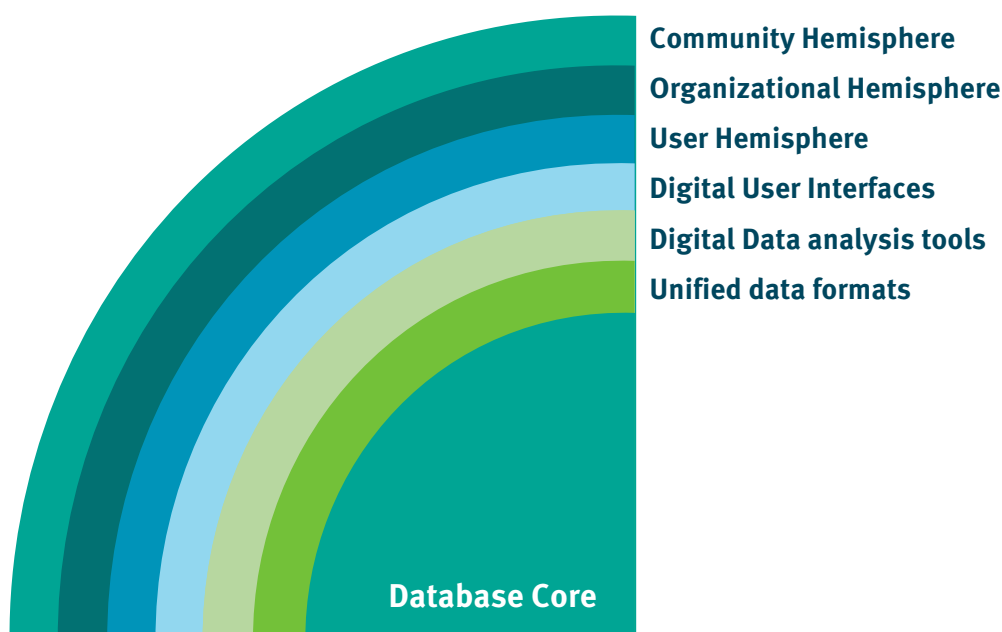 Community Hemisphere
Organizational Hemisphere
User Hemisphere
Digital User Interfaces
Digital Data analysis tools
Unified data formats
Database Core